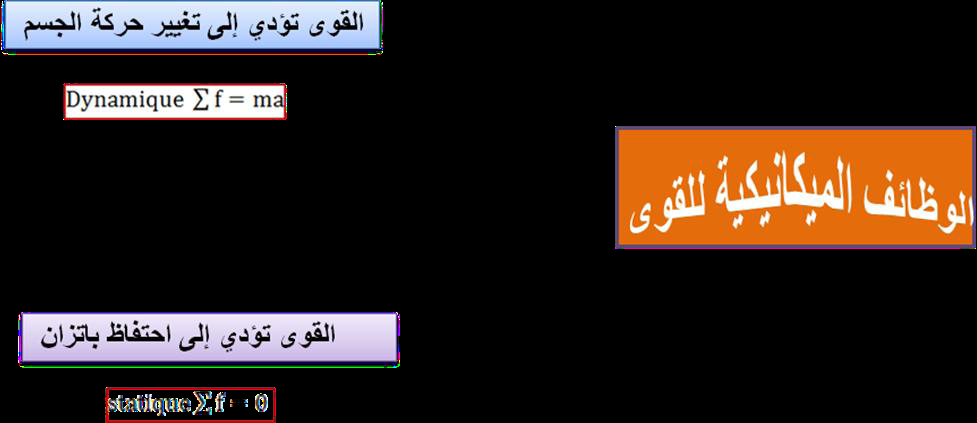 القوى تؤدي إلى تغيير حركة الجسم
Dynamique ∑ f = ma
الوظائف الميكانيكية للقوى
القوى تؤدي إلى احتفاظ باتزان
statique ∑ f = 0